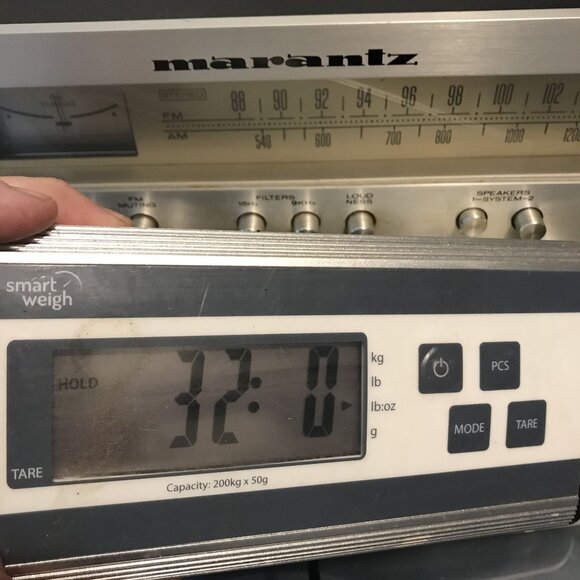 marantz
TUNING
STEREO
88 90 92 94 96 98 100 102
FM
AM
540 600 700 800 1000 1200
FM MUTING
FILTERS
15Hz 9KHz
LOUD NESS
SPEAKERS
1-SYSTEM-2
smart weigh
HOLD
32: 0
kg
lb
lb:oz
g
TARE
Capacity: 200kg x 50g
PCS
MODE
TARE